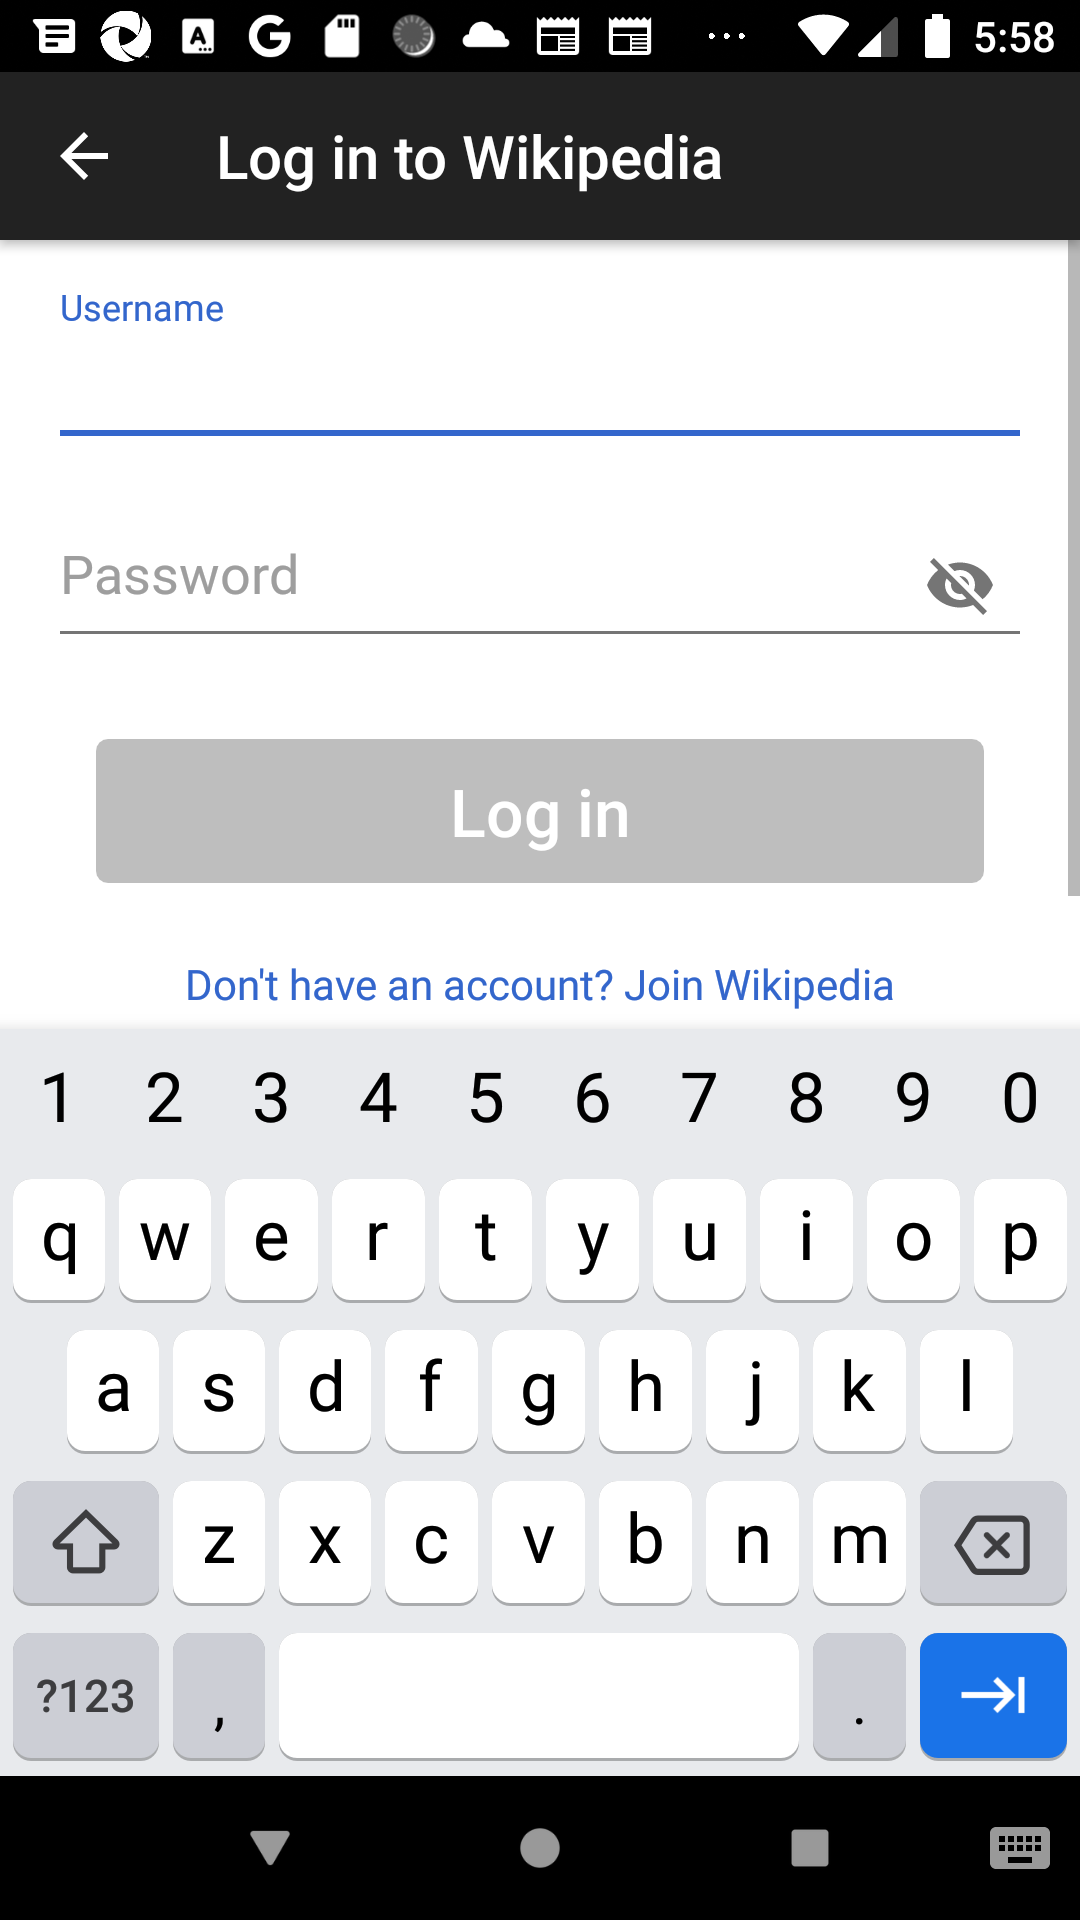 5:58
Log in to Wikipedia
Username
Password
Log in
Don't have an account? Join Wikipedia
1 2 3 4 5 6 7 8 9 0
q w e r t y u i o p
a s d f g h j k l
z x c v b n m
?123 , .